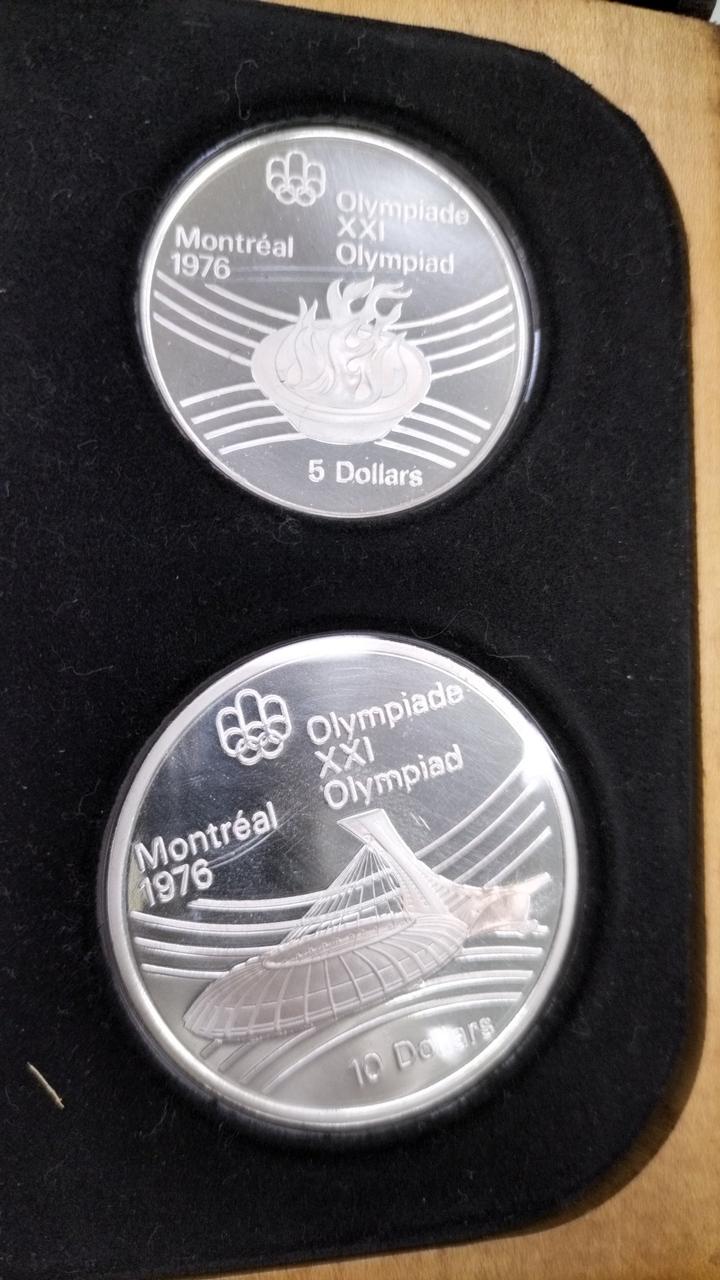 Olympiade
XXI
Olympiad
Montréal
1976
5 Dollars
Olympiade
XXI
Olympiad
Montréal
1976
10 Dollars